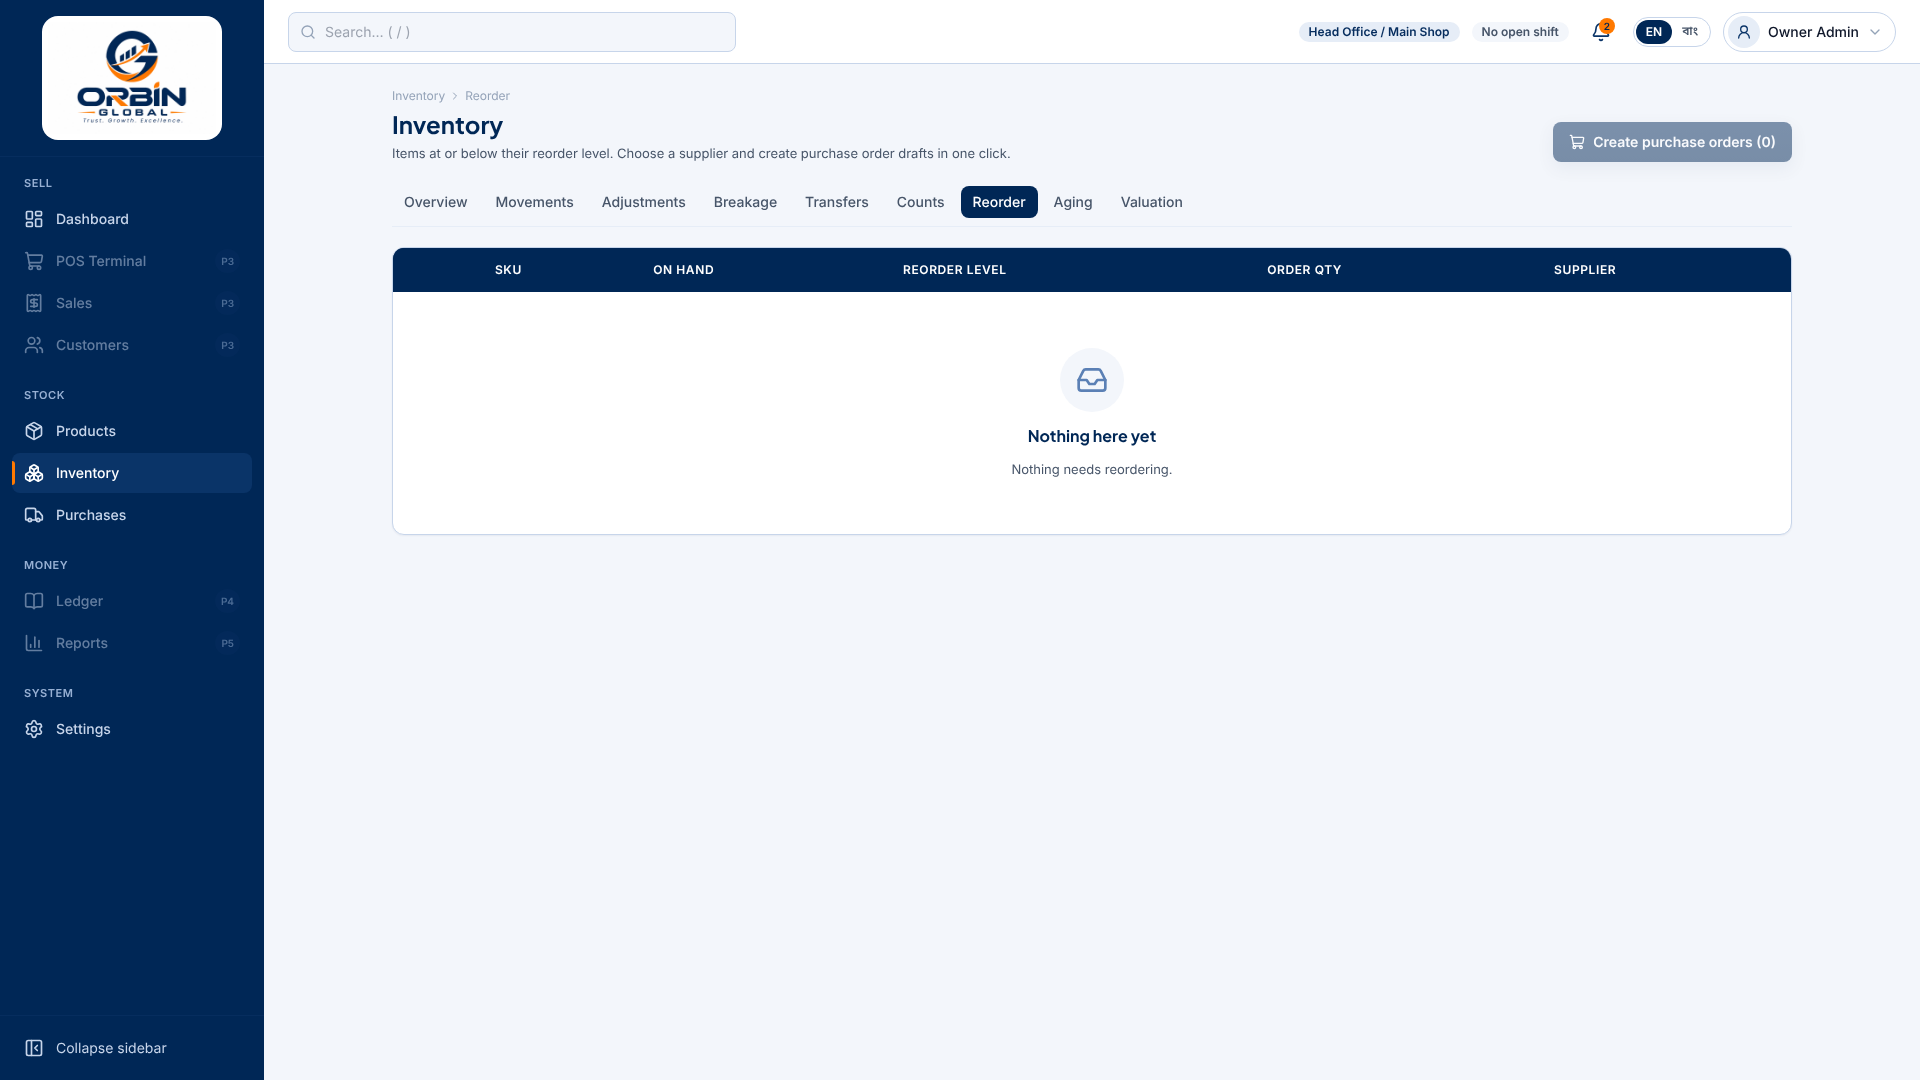 ORBIN
GLOBAL
Trust. Growth. Excellence.
SELL
Dashboard
POS Terminal P3
Sales P3
Customers P3
STOCK
Products
Inventory
Purchases
MONEY
Ledger P4
Reports P5
SYSTEM
Settings
Collapse sidebar
Search... ( / )
Head Office / Main Shop
No open shift
2
EN বাং
Owner Admin
Inventory > Reorder
Inventory
Items at or below their reorder level. Choose a supplier and create purchase order drafts in one click.
Create purchase orders (0)
Overview Movements Adjustments Breakage Transfers Counts Reorder Aging Valuation
SKU ON HAND REORDER LEVEL ORDER QTY SUPPLIER
Nothing here yet
Nothing needs reordering.